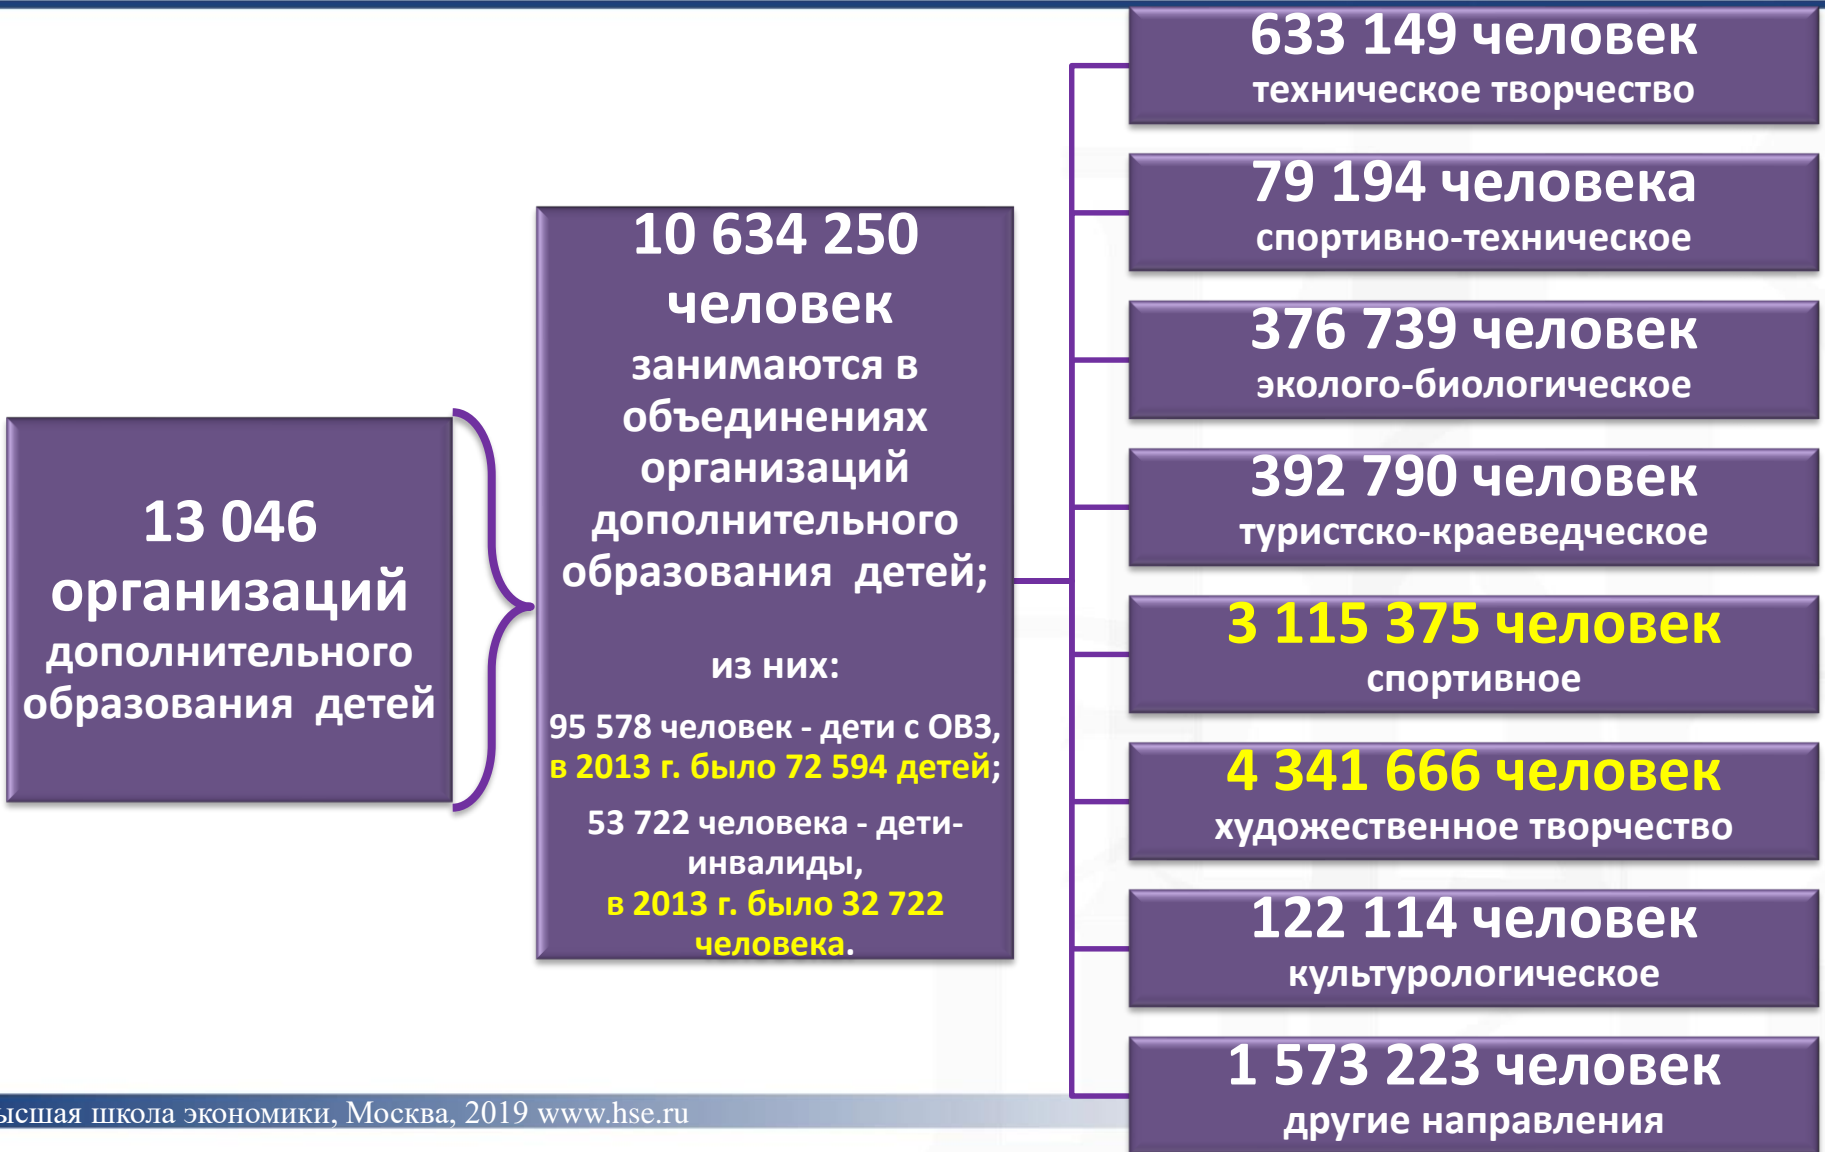 13 046
организаций
дополнительного
образования детей
10 634 250
человек
занимаются в
объединениях
организаций
дополнительного
образования детей;
из них:
95 578 человек - дети с ОВЗ,
в 2013 г. было 72 594 детей;
53 722 человека - дети-
инвалиды,
в 2013 г. было 32 722
человека.
633 149 человек
техническое творчество
79 194 человека
спортивно-техническое
376 739 человек
эколого-биологическое
392 790 человек
туристско-краеведческое
3 115 375 человек
спортивное
4 341 666 человек
художественное творчество
122 114 человек
культурологическое
1 573 223 человек
другие направления
ысшая школа экономики, Москва, 2019 www.hse.ru